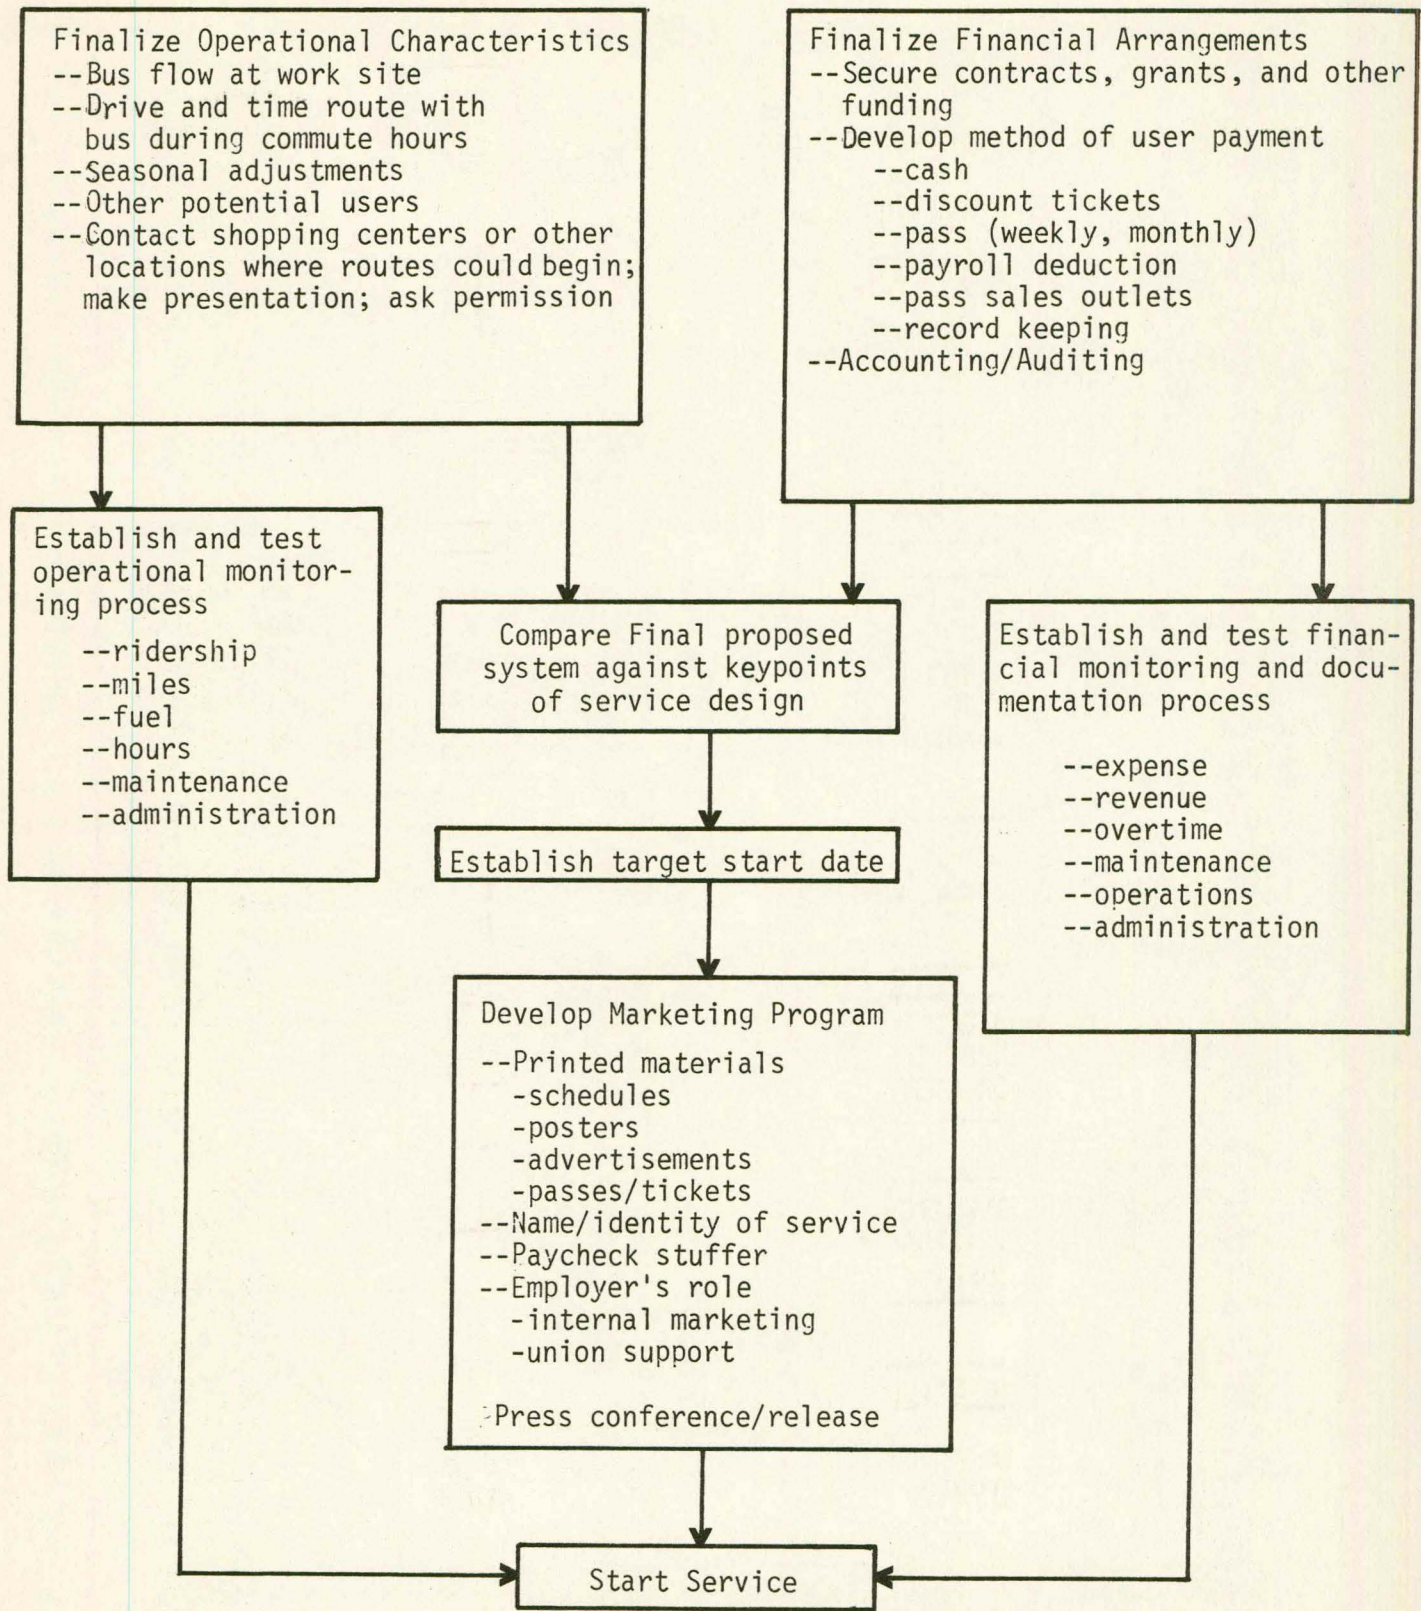 Finalize Operational Characteristics
--Bus flow at work site
--Drive and time route with
bus during commute hours
--Seasonal adjustments
--Other potential users
--Contact shopping centers or other
locations where routes could begin;
make presentation; ask permission
Finalize Financial Arrangements
--Secure contracts, grants, and other
funding
--Develop method of user payment
--cash
--discount tickets
--pass (weekly, monthly)
--payroll deduction
--pass sales outlets
--record keeping
--Accounting/Auditing
Establish and test
operational monitor-
ing process
--ridership
--miles
--fuel
--hours
--maintenance
--administration
Compare Final proposed
system against keypoints
of service design
Establish and test finan-
cial monitoring and docu-
mentation process
--expense
--revenue
--overtime
--maintenance
--operations
--administration
Establish target start date
Develop Marketing Program
--Printed materials
-schedules
-posters
-advertisements
-passes/tickets
--Name/identity of service
--Paycheck stuffer
--Employer's role
-internal marketing
-union support
-Press conference/release
Start Service